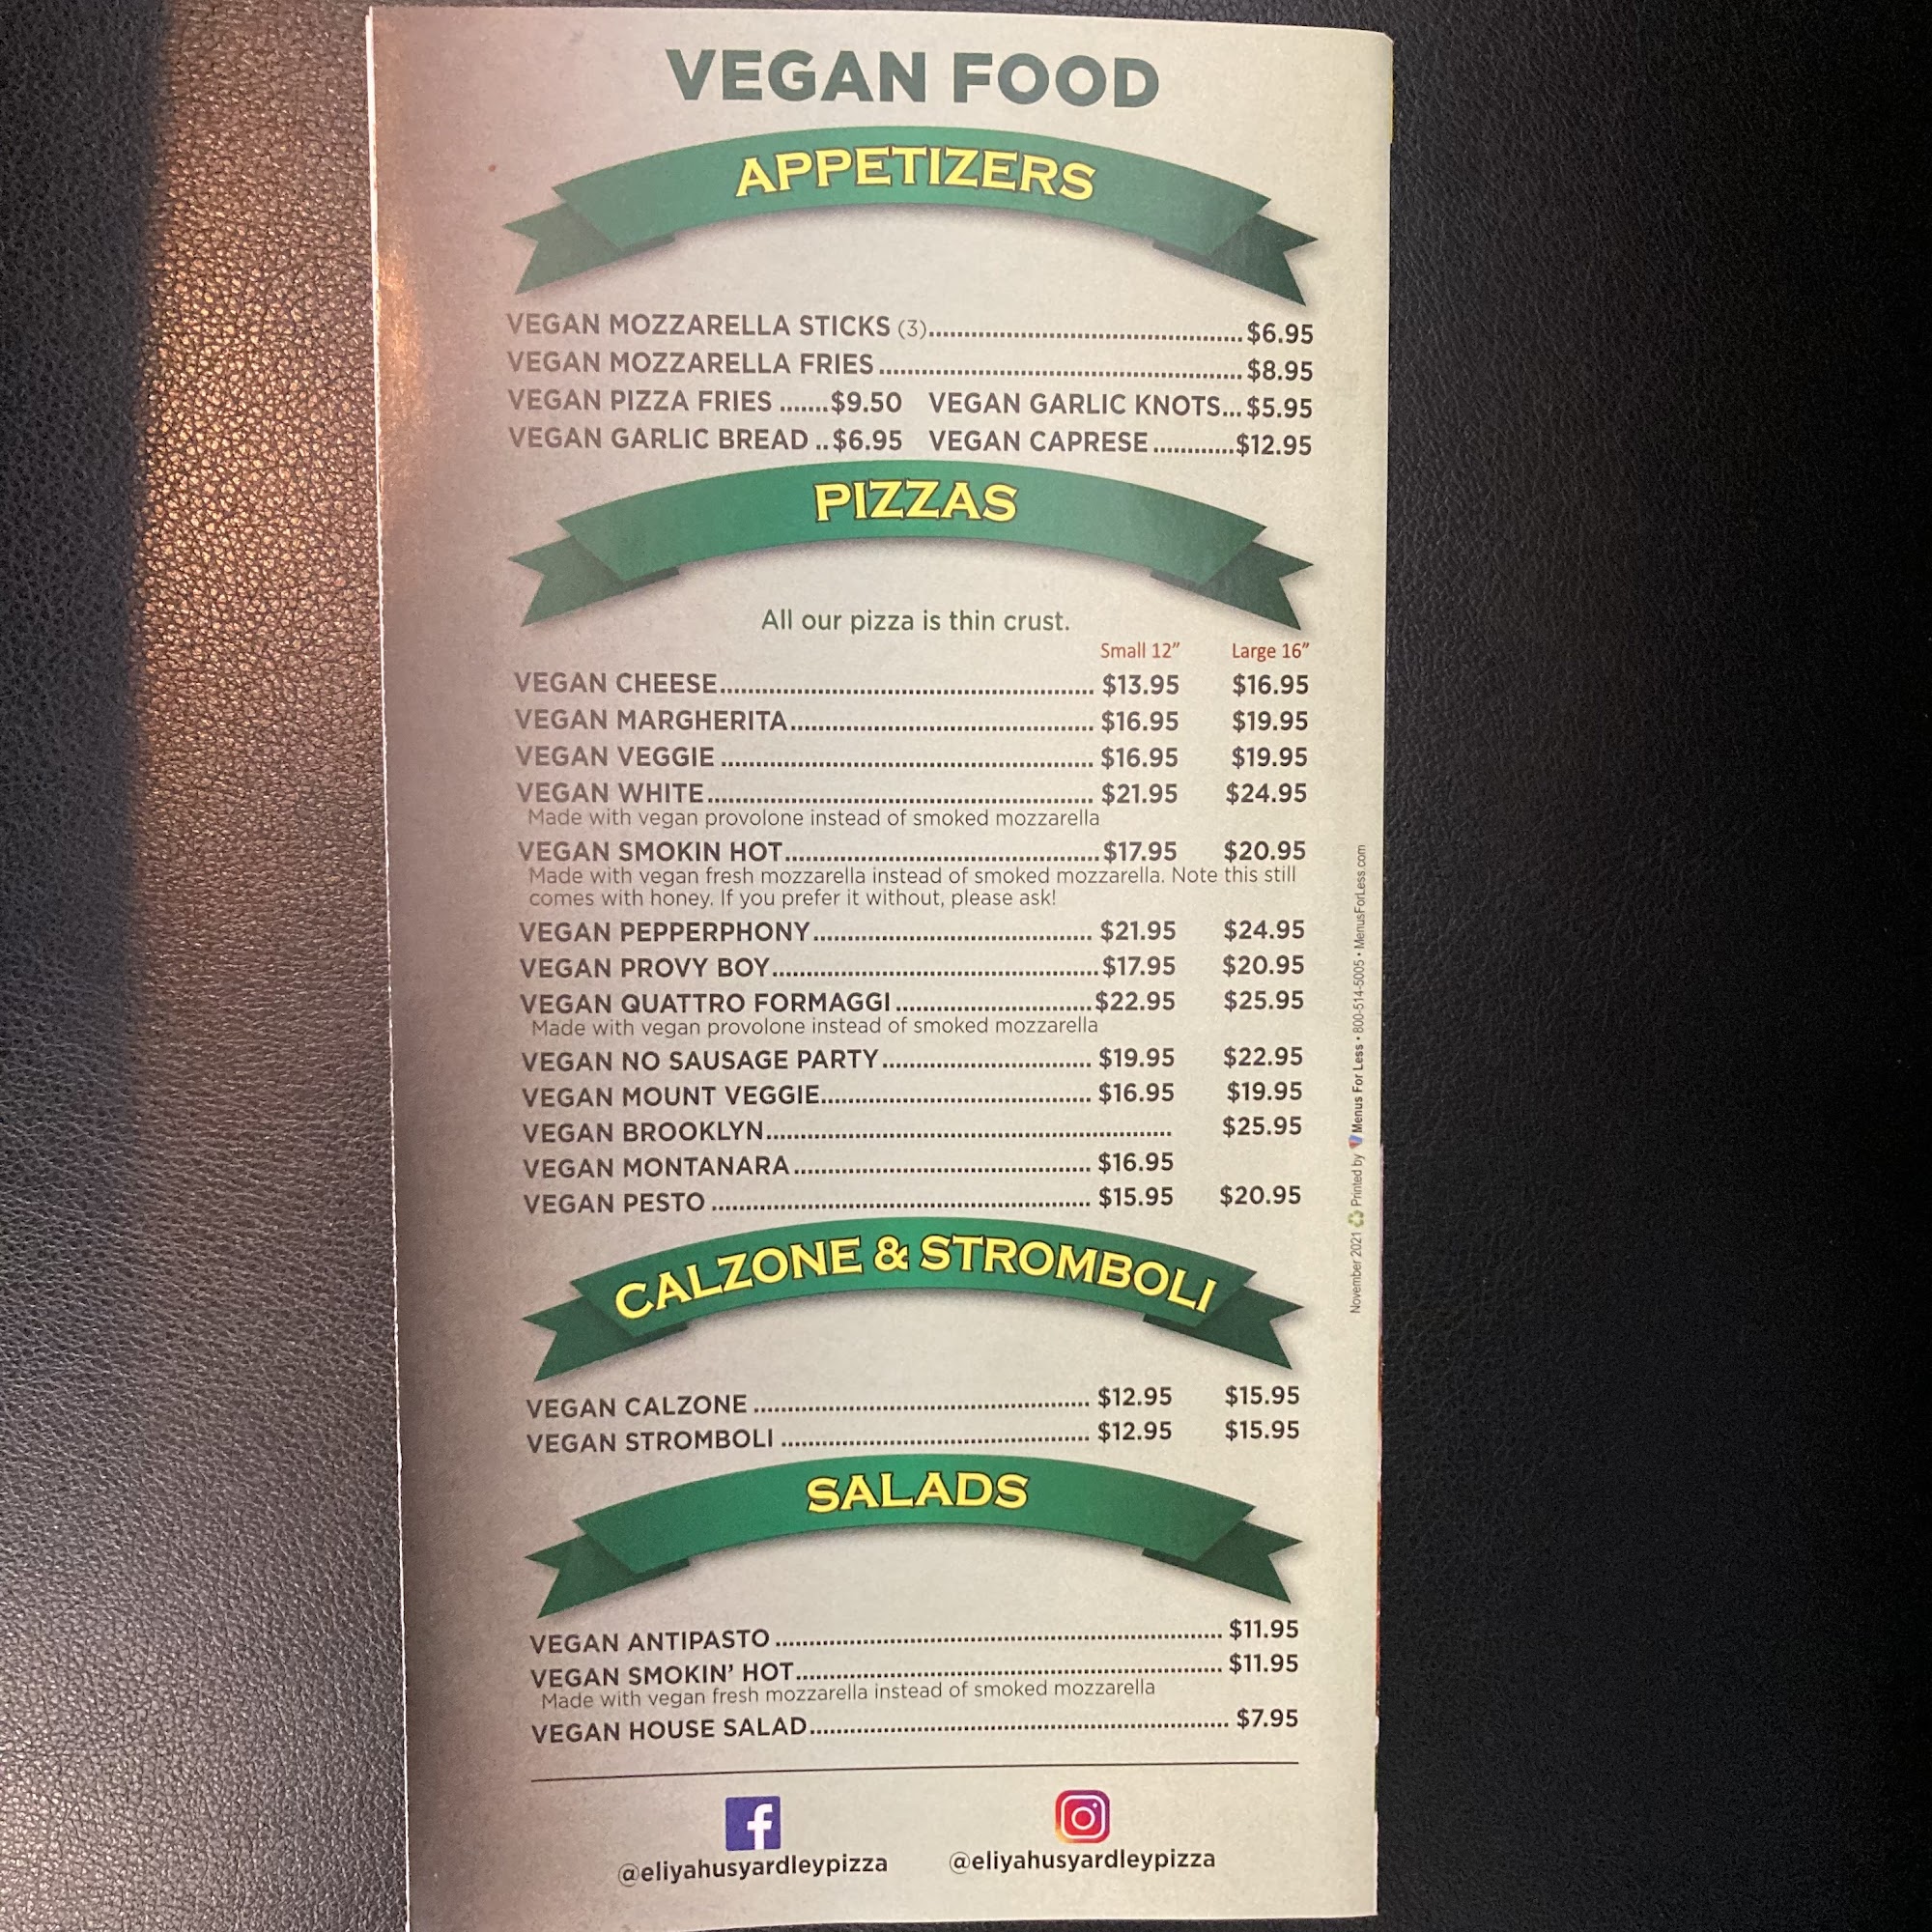 VEGAN FOOD
APPETIZERS
VEGAN MOZZARELLA STICKS (3)........................................... $6.95
VEGAN MOZZARELLA FRIES .................................................. $8.95
VEGAN PIZZA FRIES .......$9.50 VEGAN GARLIC KNOTS... $5.95
VEGAN GARLIC BREAD ..$6.95 VEGAN CAPRESE ............$12.95
PIZZAS
All our pizza is thin crust.
Small 12" Large 16"
VEGAN CHEESE........................................................ $13.95 $16.95
VEGAN MARGHERITA............................................. $16.95 $19.95
VEGAN VEGGIE ....................................................... $16.95 $19.95
VEGAN WHITE......................................................... $21.95 $24.95
Made with vegan provolone instead of smoked mozzarella
VEGAN SMOKIN HOT...............................................$17.95 $20.95
Made with vegan fresh mozzarella instead of smoked mozzarella. Note this still
comes with honey. If you prefer it without, please ask!
VEGAN PEPPERPHONY......................................... $21.95 $24.95
VEGAN PROVY BOY.................................................$17.95 $20.95
VEGAN QUATTRO FORMAGGI .............................$22.95 $25.95
Made with vegan provolone instead of smoked mozzarella
VEGAN NO SAUSAGE PARTY............................... $19.95 $22.95
VEGAN MOUNT VEGGIE........................................ $16.95 $19.95
VEGAN BROOKLYN............................................................. $25.95
VEGAN MONTANARA ............................................ $16.95
VEGAN PESTO ......................................................... $15.95 $20.95
CALZONE & STROMBOLI
VEGAN CALZONE .................................................. $12.95 $15.95
VEGAN STROMBOLI .............................................. $12.95 $15.95
SALADS
VEGAN ANTIPASTO .................................................................. $11.95
VEGAN SMOKIN' HOT................................................................ $11.95
Made with vegan fresh mozzarella instead of smoked mozzarella
VEGAN HOUSE SALAD.............................................................. $7.95
@eliyahusyardleypizza @eliyahusyardleypizza
November 2021 Printed by Menus For Less • 800-514-5005 • MenusForLess.com